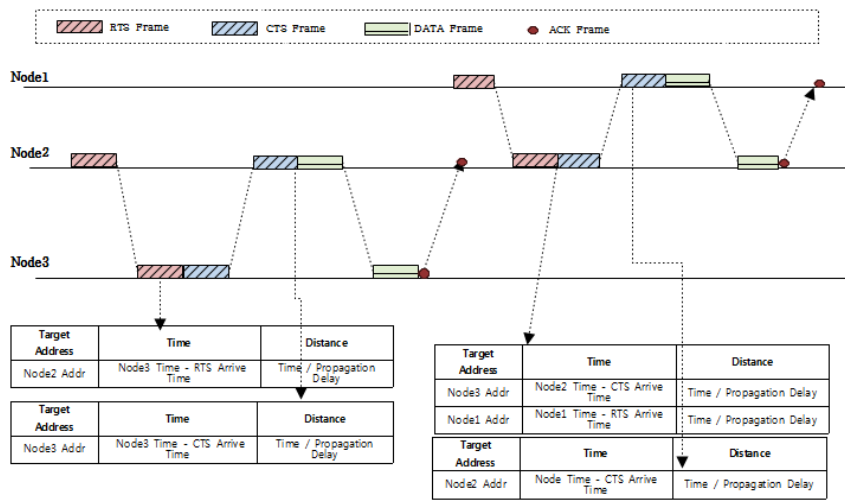 RTS Frame CTS Frame DATA Frame ACK Frame
Node1
Node2
Node3
Target Address Time Distance
Node2 Addr Node3 Time - RTS Arrive Time Time / Propagation Delay
Target Address Time Distance
Node3 Addr Node3 Time - CTS Arrive Time Time / Propagation Delay
Target Address Time Distance
Node3 Addr Node2 Time - CTS Arrive Time Time / Propagation Delay
Node1 Addr Node1 Time - RTS Arrive Time Time / Propagation Delay
Target Address Time Distance
Node2 Addr Node Time - CTS Arrive Time Time / Propagation Delay